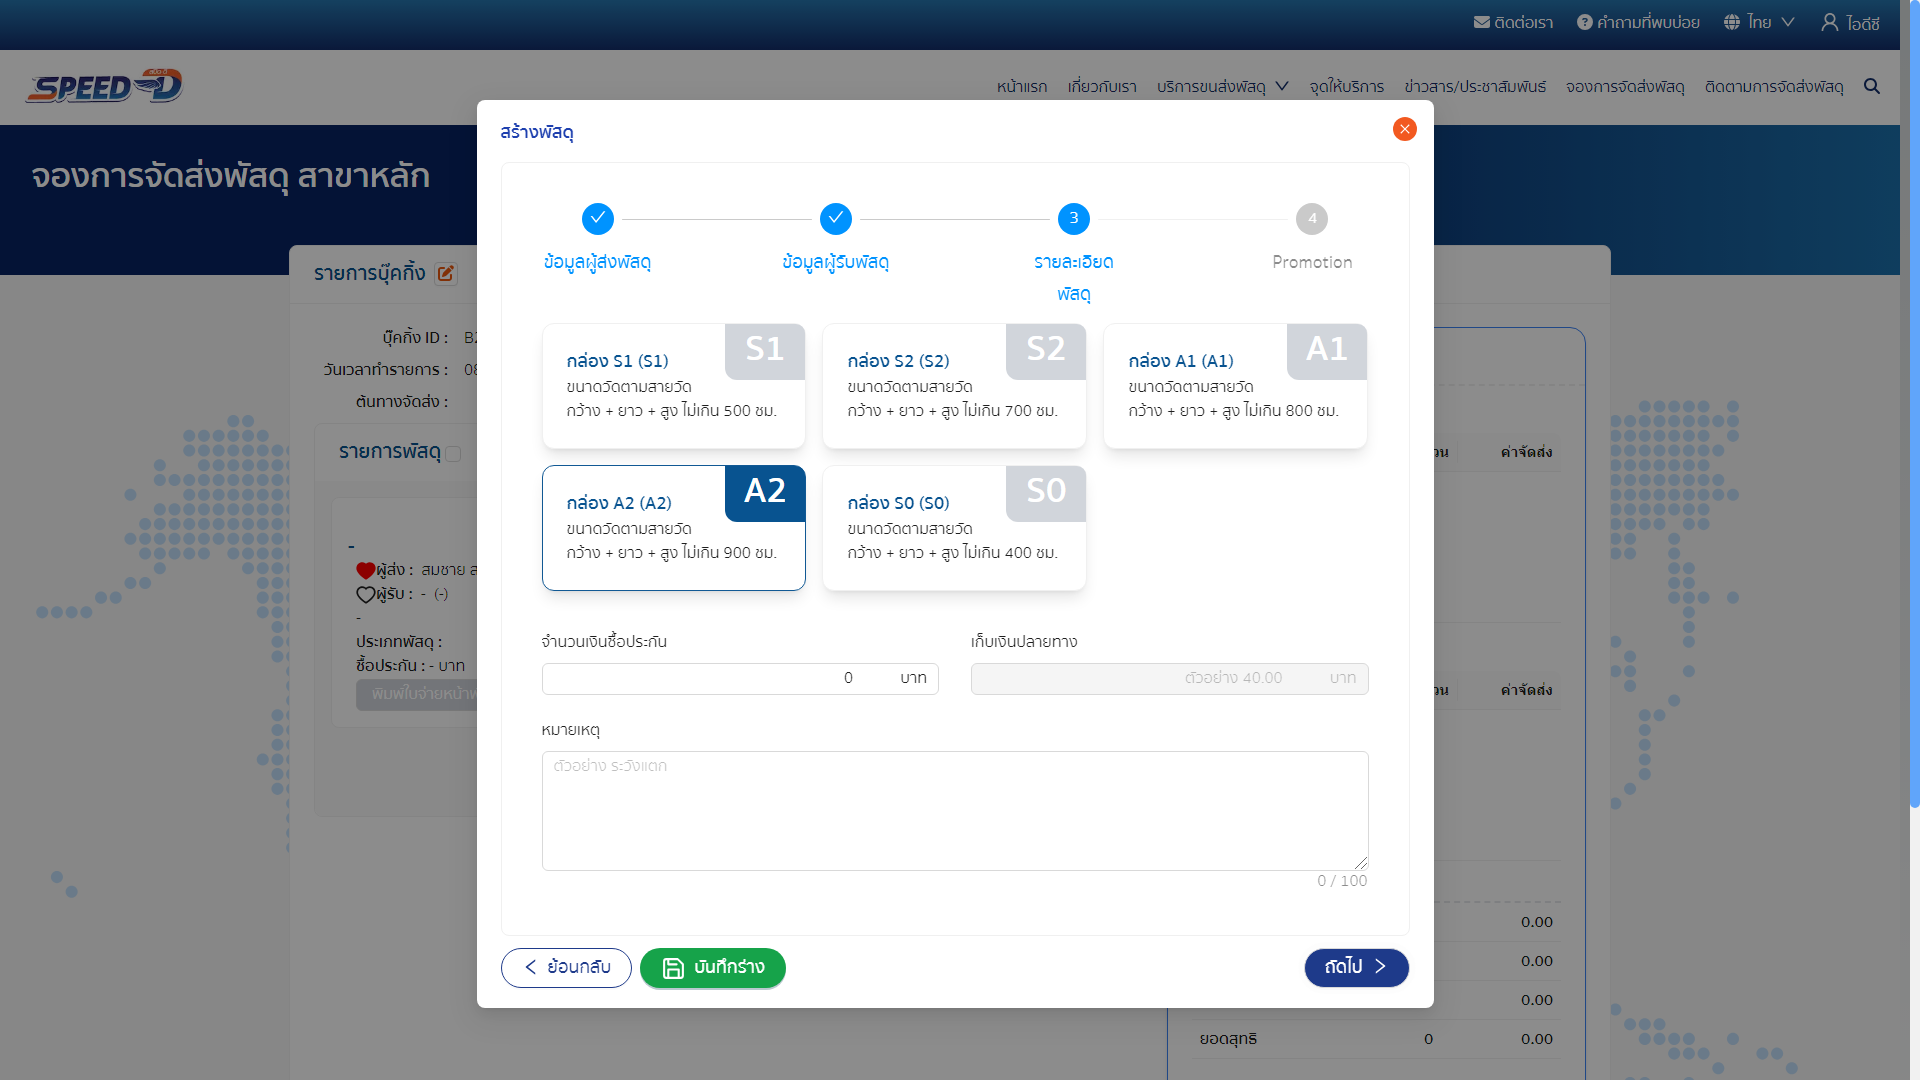 ติดต่อเรา
คำถามที่พบบ่อย
ไทย
ไอดีซี
SPEED-D
หน้าแรก
เกี่ยวกับเรา
บริการขนส่งพัสดุ
จุดให้บริการ
ข่าวสาร/ประชาสัมพันธ์
จองการจัดส่งพัสดุ
ติดตามการจัดส่งพัสดุ
จองการจัดส่งพัสดุ สาขาหลัก
รายการบุ๊คกิ้ง
บุ๊คกิ้ง ID :
วันเวลาทำรายการ :
ต้นทางจัดส่ง :
รายการพัสดุ
-
ผู้ส่ง : สมชาย
ผู้รับ : - (-)
-
ประเภทพัสดุ :
ซื้อประกัน : - บาท
พิมพ์ใบจ่ายหน้าพ
สร้างพัสดุ
3
4
ข้อมูลผู้ส่งพัสดุ
ข้อมูลผู้รับพัสดุ
รายละเอียด
พัสดุ
Promotion
กล่อง S1 (S1)
S1
ขนาดวัดตามสายวัด
กว้าง + ยาว + สูง ไม่เกิน 500 ซม.
กล่อง S2 (S2)
S2
ขนาดวัดตามสายวัด
กว้าง + ยาว + สูง ไม่เกิน 700 ซม.
กล่อง A1 (A1)
A1
ขนาดวัดตามสายวัด
กว้าง + ยาว + สูง ไม่เกิน 800 ซม.
กล่อง A2 (A2)
A2
ขนาดวัดตามสายวัด
กว้าง + ยาว + สูง ไม่เกิน 900 ซม.
กล่อง S0 (S0)
S0
ขนาดวัดตามสายวัด
กว้าง + ยาว + สูง ไม่เกิน 400 ซม.
จำนวนเงินซื้อประกัน
0 บาท
เก็บเงินปลายทาง
ตัวอย่าง 40.00 บาท
หมายเหตุ
ตัวอย่าง ระวังแตก
0 / 100
ย้อนกลับ
บันทึกร่าง
ถัดไป
ค่าจัดส่ง
ค่าจัดส่ง
0.00
0.00
0.00
ยอดสุทธิ 0 0.00